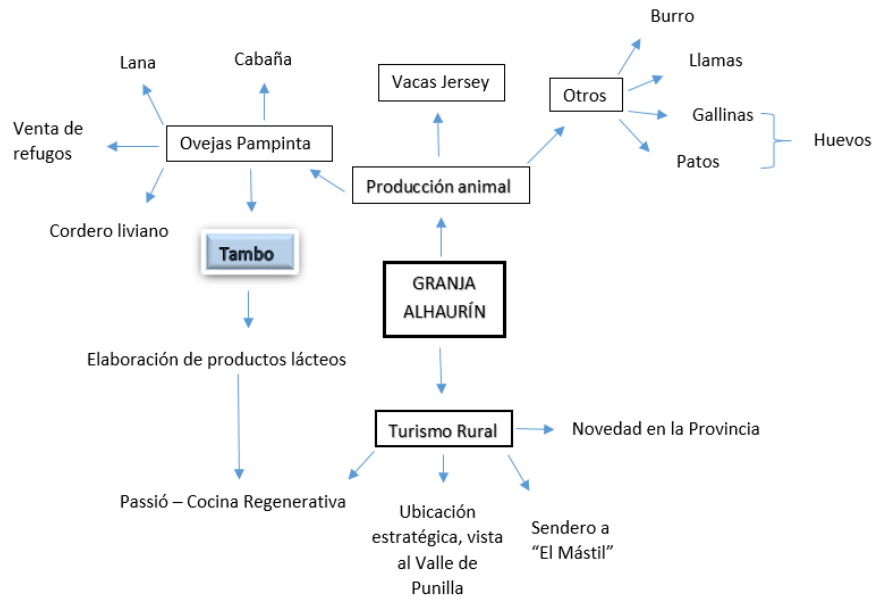 Burro
Lana
Cabaña
Llamas
Vacas Jersey
Otros
Gallinas
Venta de
refugos
Ovejas Pampinta
Huevos
Patos
Producción animal
Cordero liviano
Tambo
GRANJA
ALHAURÍN
Elaboración de productos lácteos
Turismo Rural
Novedad en la Provincia
Passió – Cocina Regenerativa
Ubicación
estratégica, vista
al Valle de
Punilla
Sendero a
“El Mástil”